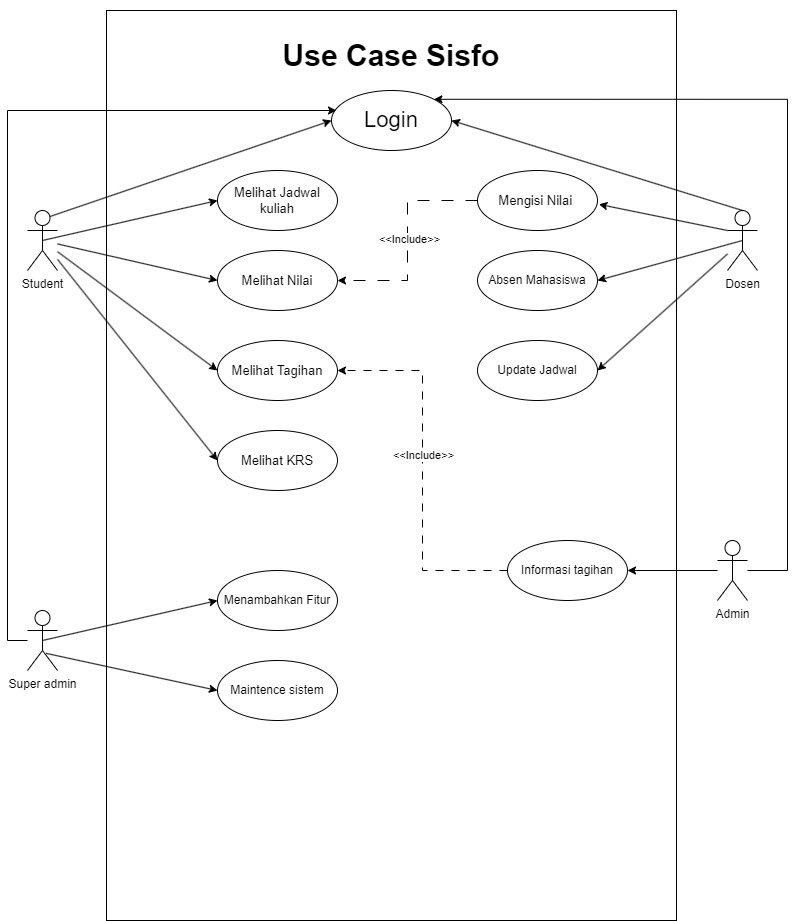 Use Case Sisfo
Login
Melihat Jadwal
kuliah
Mengisi Nilai
<<Include>>
Student
Melihat Nilai
Absen Mahasiswa
Dosen
Melihat Tagihan
Update Jadwal
<<Include>>
Melihat KRS
Informasi tagihan
Menambahkan Fitur
Admin
Super admin
Maintence sistem